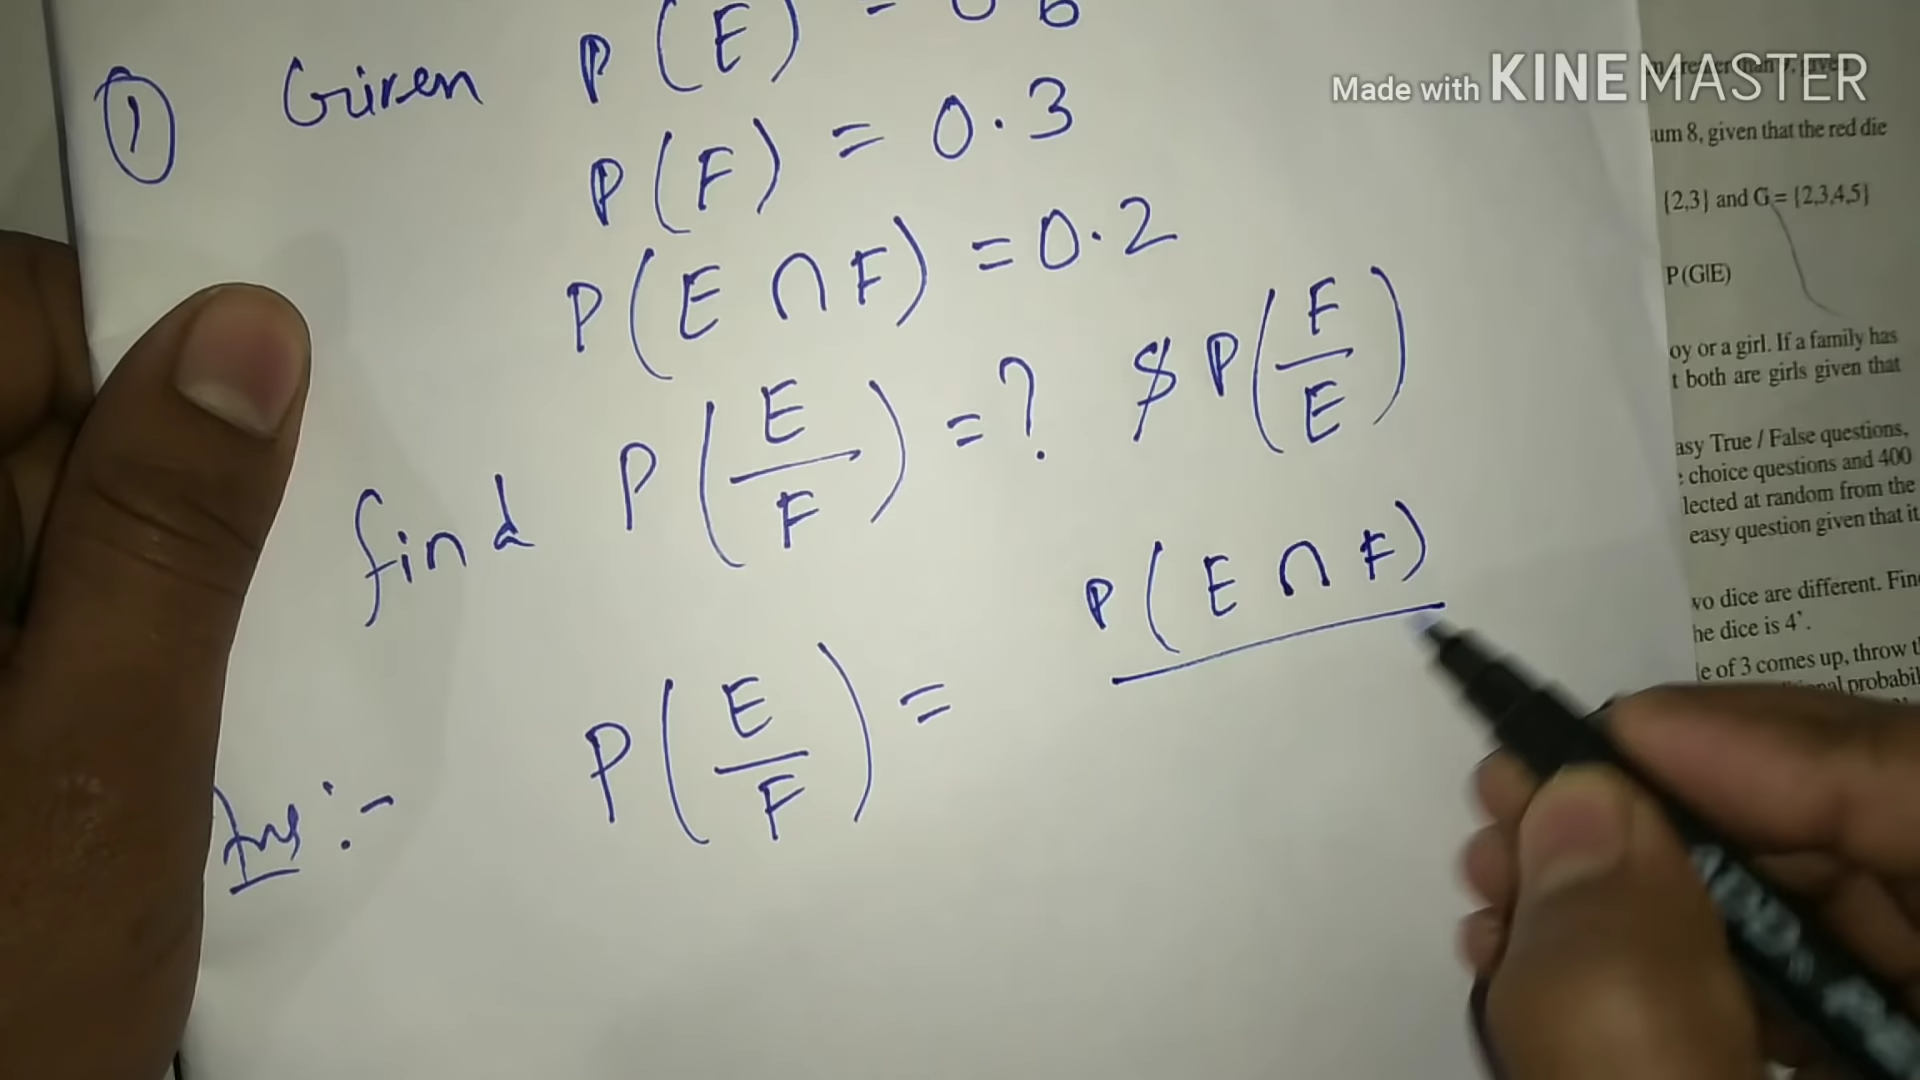 ① Given P(E) = 0.6
P(F) = 0.3
P(E ∩ F) = 0.2
find P(E/F) = ? $ P(F/E)
Ans :- P(E/F) = P(E ∩ F)
Made with KINEMASTER
um 8, given that the red die
{2,3} and G = {2,3,4,5}
P(G|E)
oy or a girl. If a family has
t both are girls given that
asy True / False questions,
choice questions and 400
lected at random from the
easy question given that it
vo dice are different. Fin
he dice is 4'.
e of 3 comes up, throw t
nal probabil